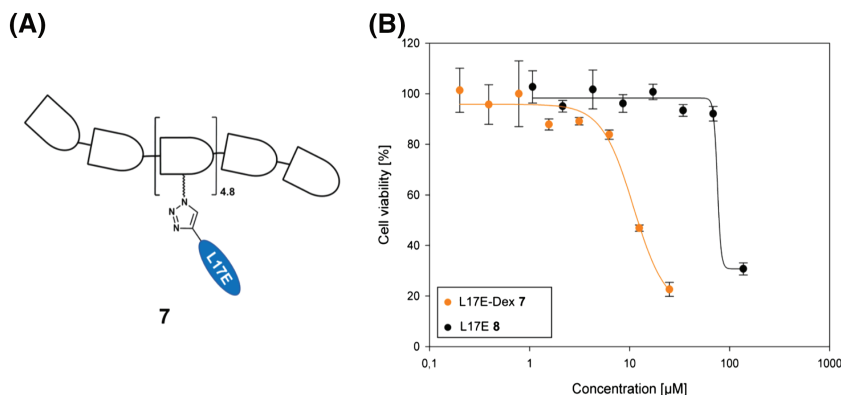 (A)
(B)
4.8
N
N
N
L17E
7
Cell viability [%]
120
100
80
60
40
20
0
0,1
1
10
100
1000
Concentration [µM]
L17E-Dex 7
L17E 8